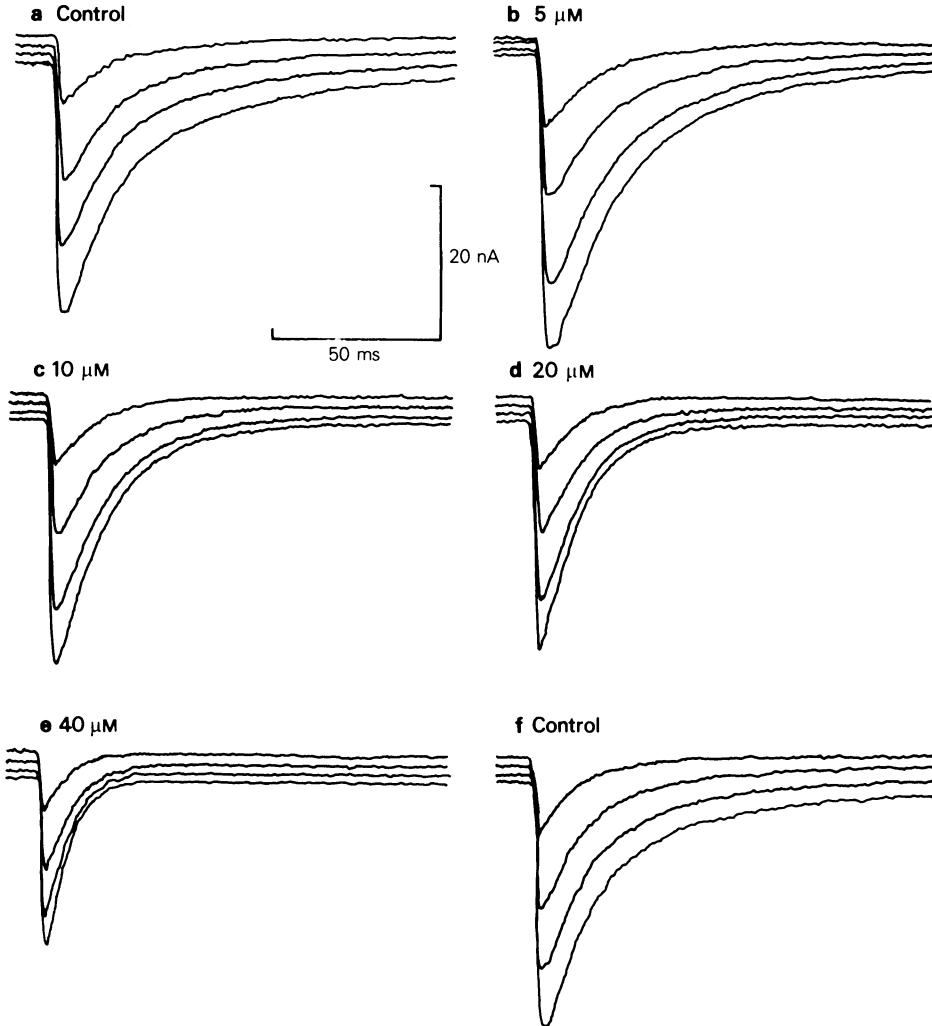 a Control
b 5 μM
20 nA
50 ms
c 10 μM
d 20 μM
e 40 μM
f Control